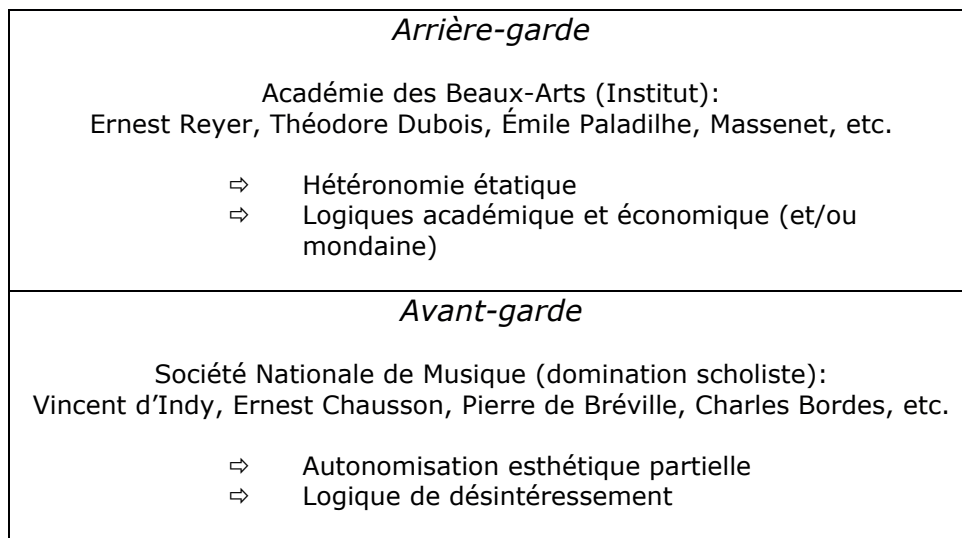 Arrière-garde
Académie des Beaux-Arts (Institut):
Ernest Reyer, Théodore Dubois, Émile Paladilhe, Massenet, etc.
⇨ Hétéronomie étatique
⇨ Logiques académique et économique (et/ou
mondaine)
Avant-garde
Société Nationale de Musique (domination scholiste):
Vincent d’Indy, Ernest Chausson, Pierre de Bréville, Charles Bordes, etc.
⇨ Autonomisation esthétique partielle
⇨ Logique de désintéressement